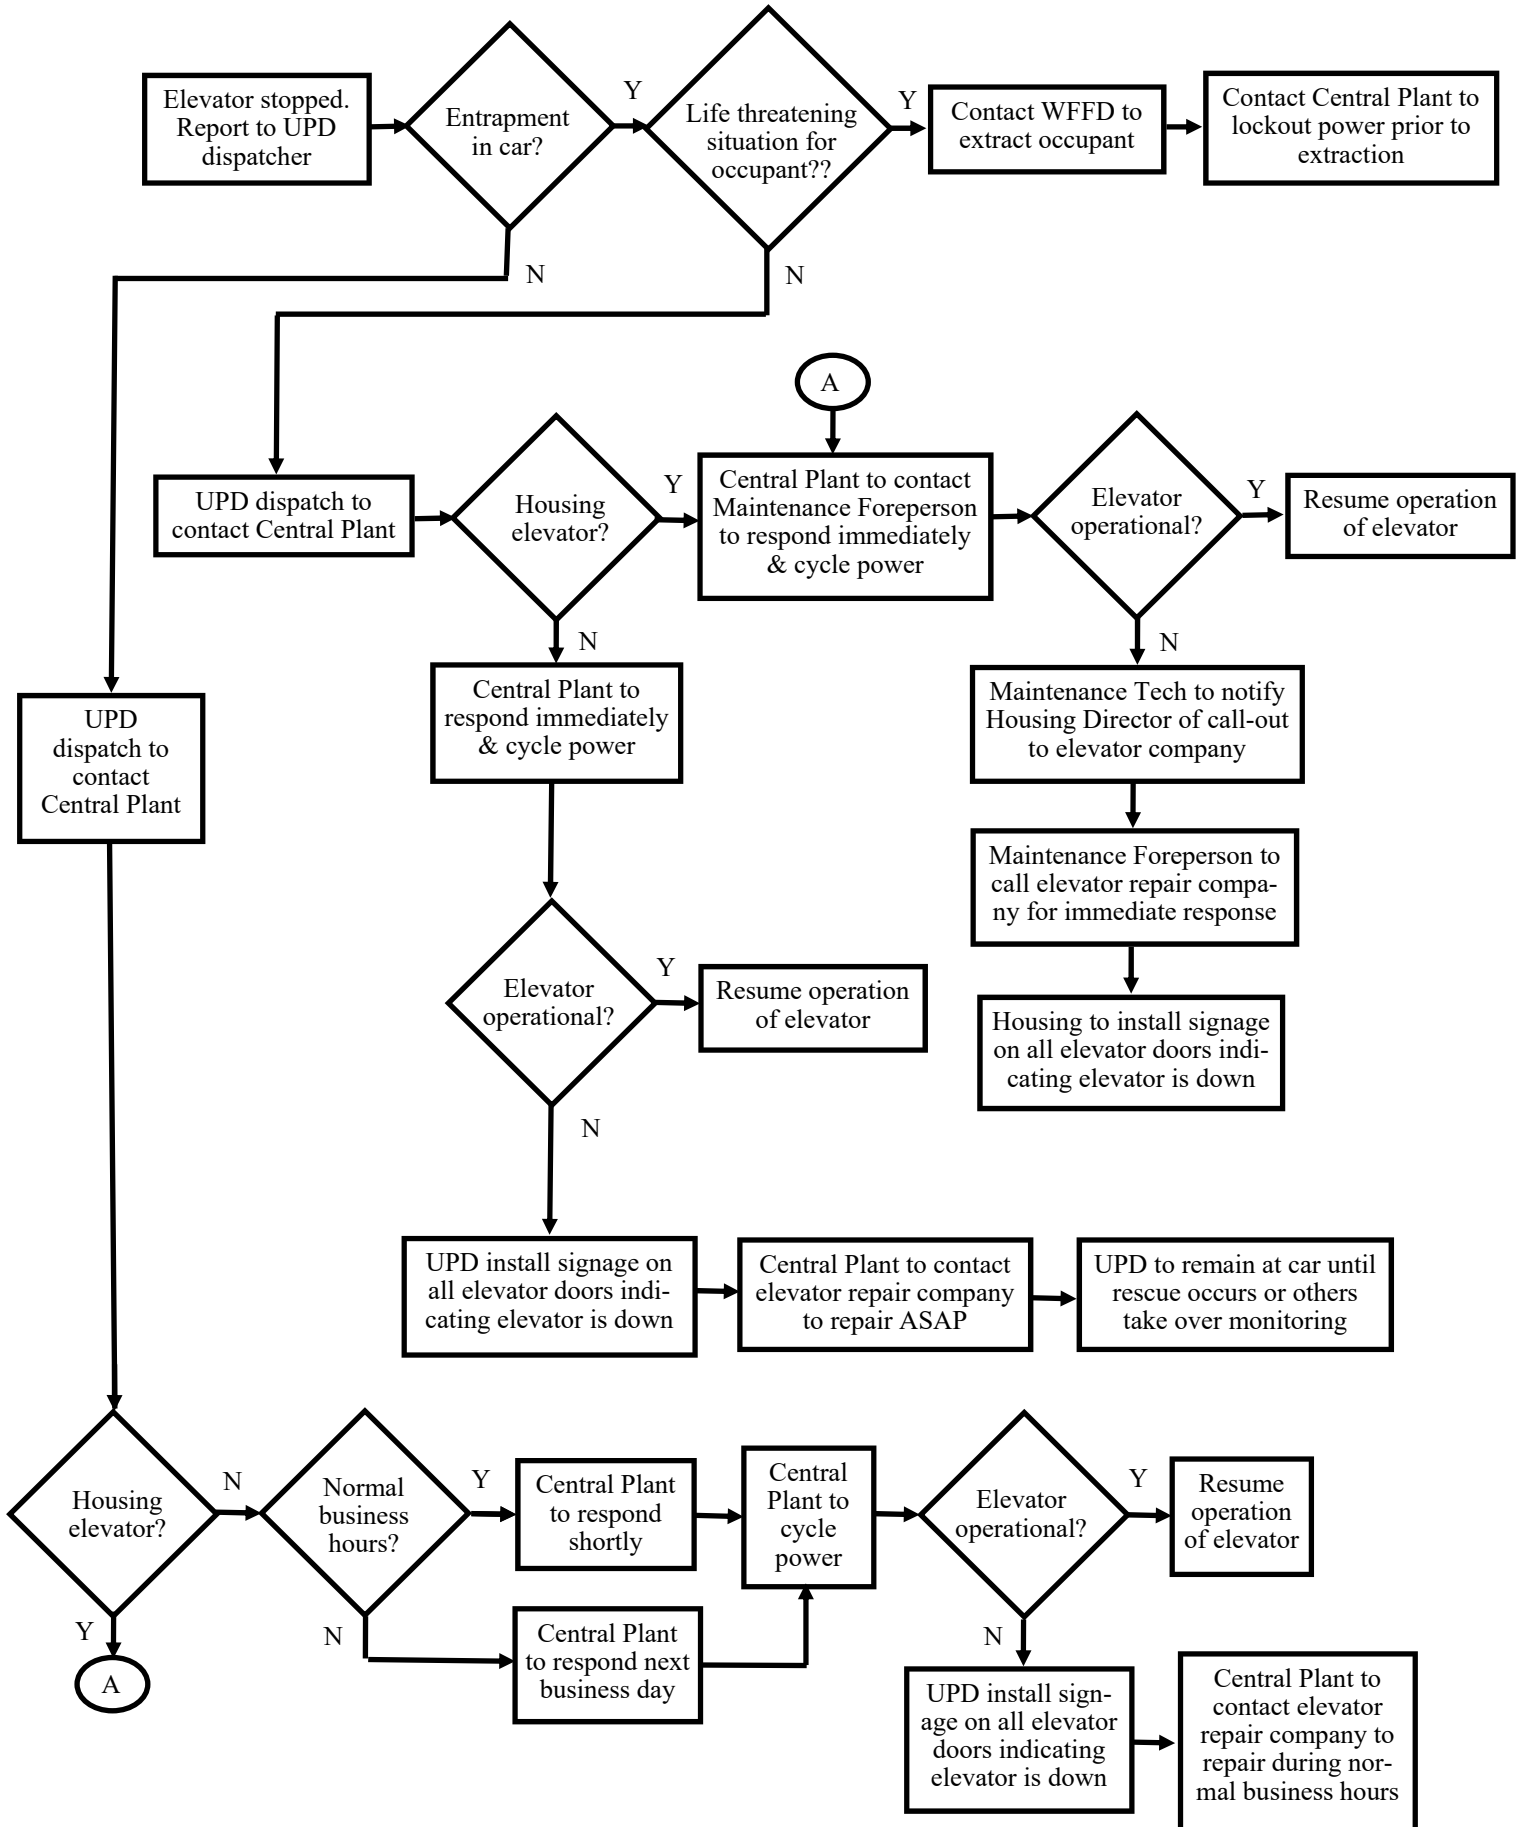 Elevator stopped.
Report to UPD
dispatcher
Entrapment
in car?
Y
Life threatening
situation for
occupant??
Y
Contact WFFD to
extract occupant
Contact Central Plant to
lockout power prior to
extraction
N
N
A
UPD dispatch to
contact Central Plant
Housing
elevator?
Y
Central Plant to contact
Maintenance Foreperson
to respond immediately
& cycle power
Elevator
operational?
Y
Resume operation
of elevator
N
N
Central Plant to
respond immediately
& cycle power
Maintenance Tech to notify
Housing Director of call-out
to elevator company
UPD
dispatch to
contact
Central Plant
Maintenance Foreperson to
call elevator repair compa-
ny for immediate response
Elevator
operational?
Y
Resume operation
of elevator
Housing to install signage
on all elevator doors indi-
cating elevator is down
N
UPD install signage on
all elevator doors indi-
cating elevator is down
Central Plant to contact
elevator repair company
to repair ASAP
UPD to remain at car until
rescue occurs or others
take over monitoring
Housing
elevator?
N
Normal
business
hours?
Y
Central Plant
to respond
shortly
Central
Plant to
cycle
power
Elevator
operational?
Y
Resume
operation
of elevator
Y
A
N
Central Plant
to respond next
business day
N
UPD install sign-
age on all elevator
doors indicating
elevator is down
Central Plant to
contact elevator
repair company to
repair during nor-
mal business hours